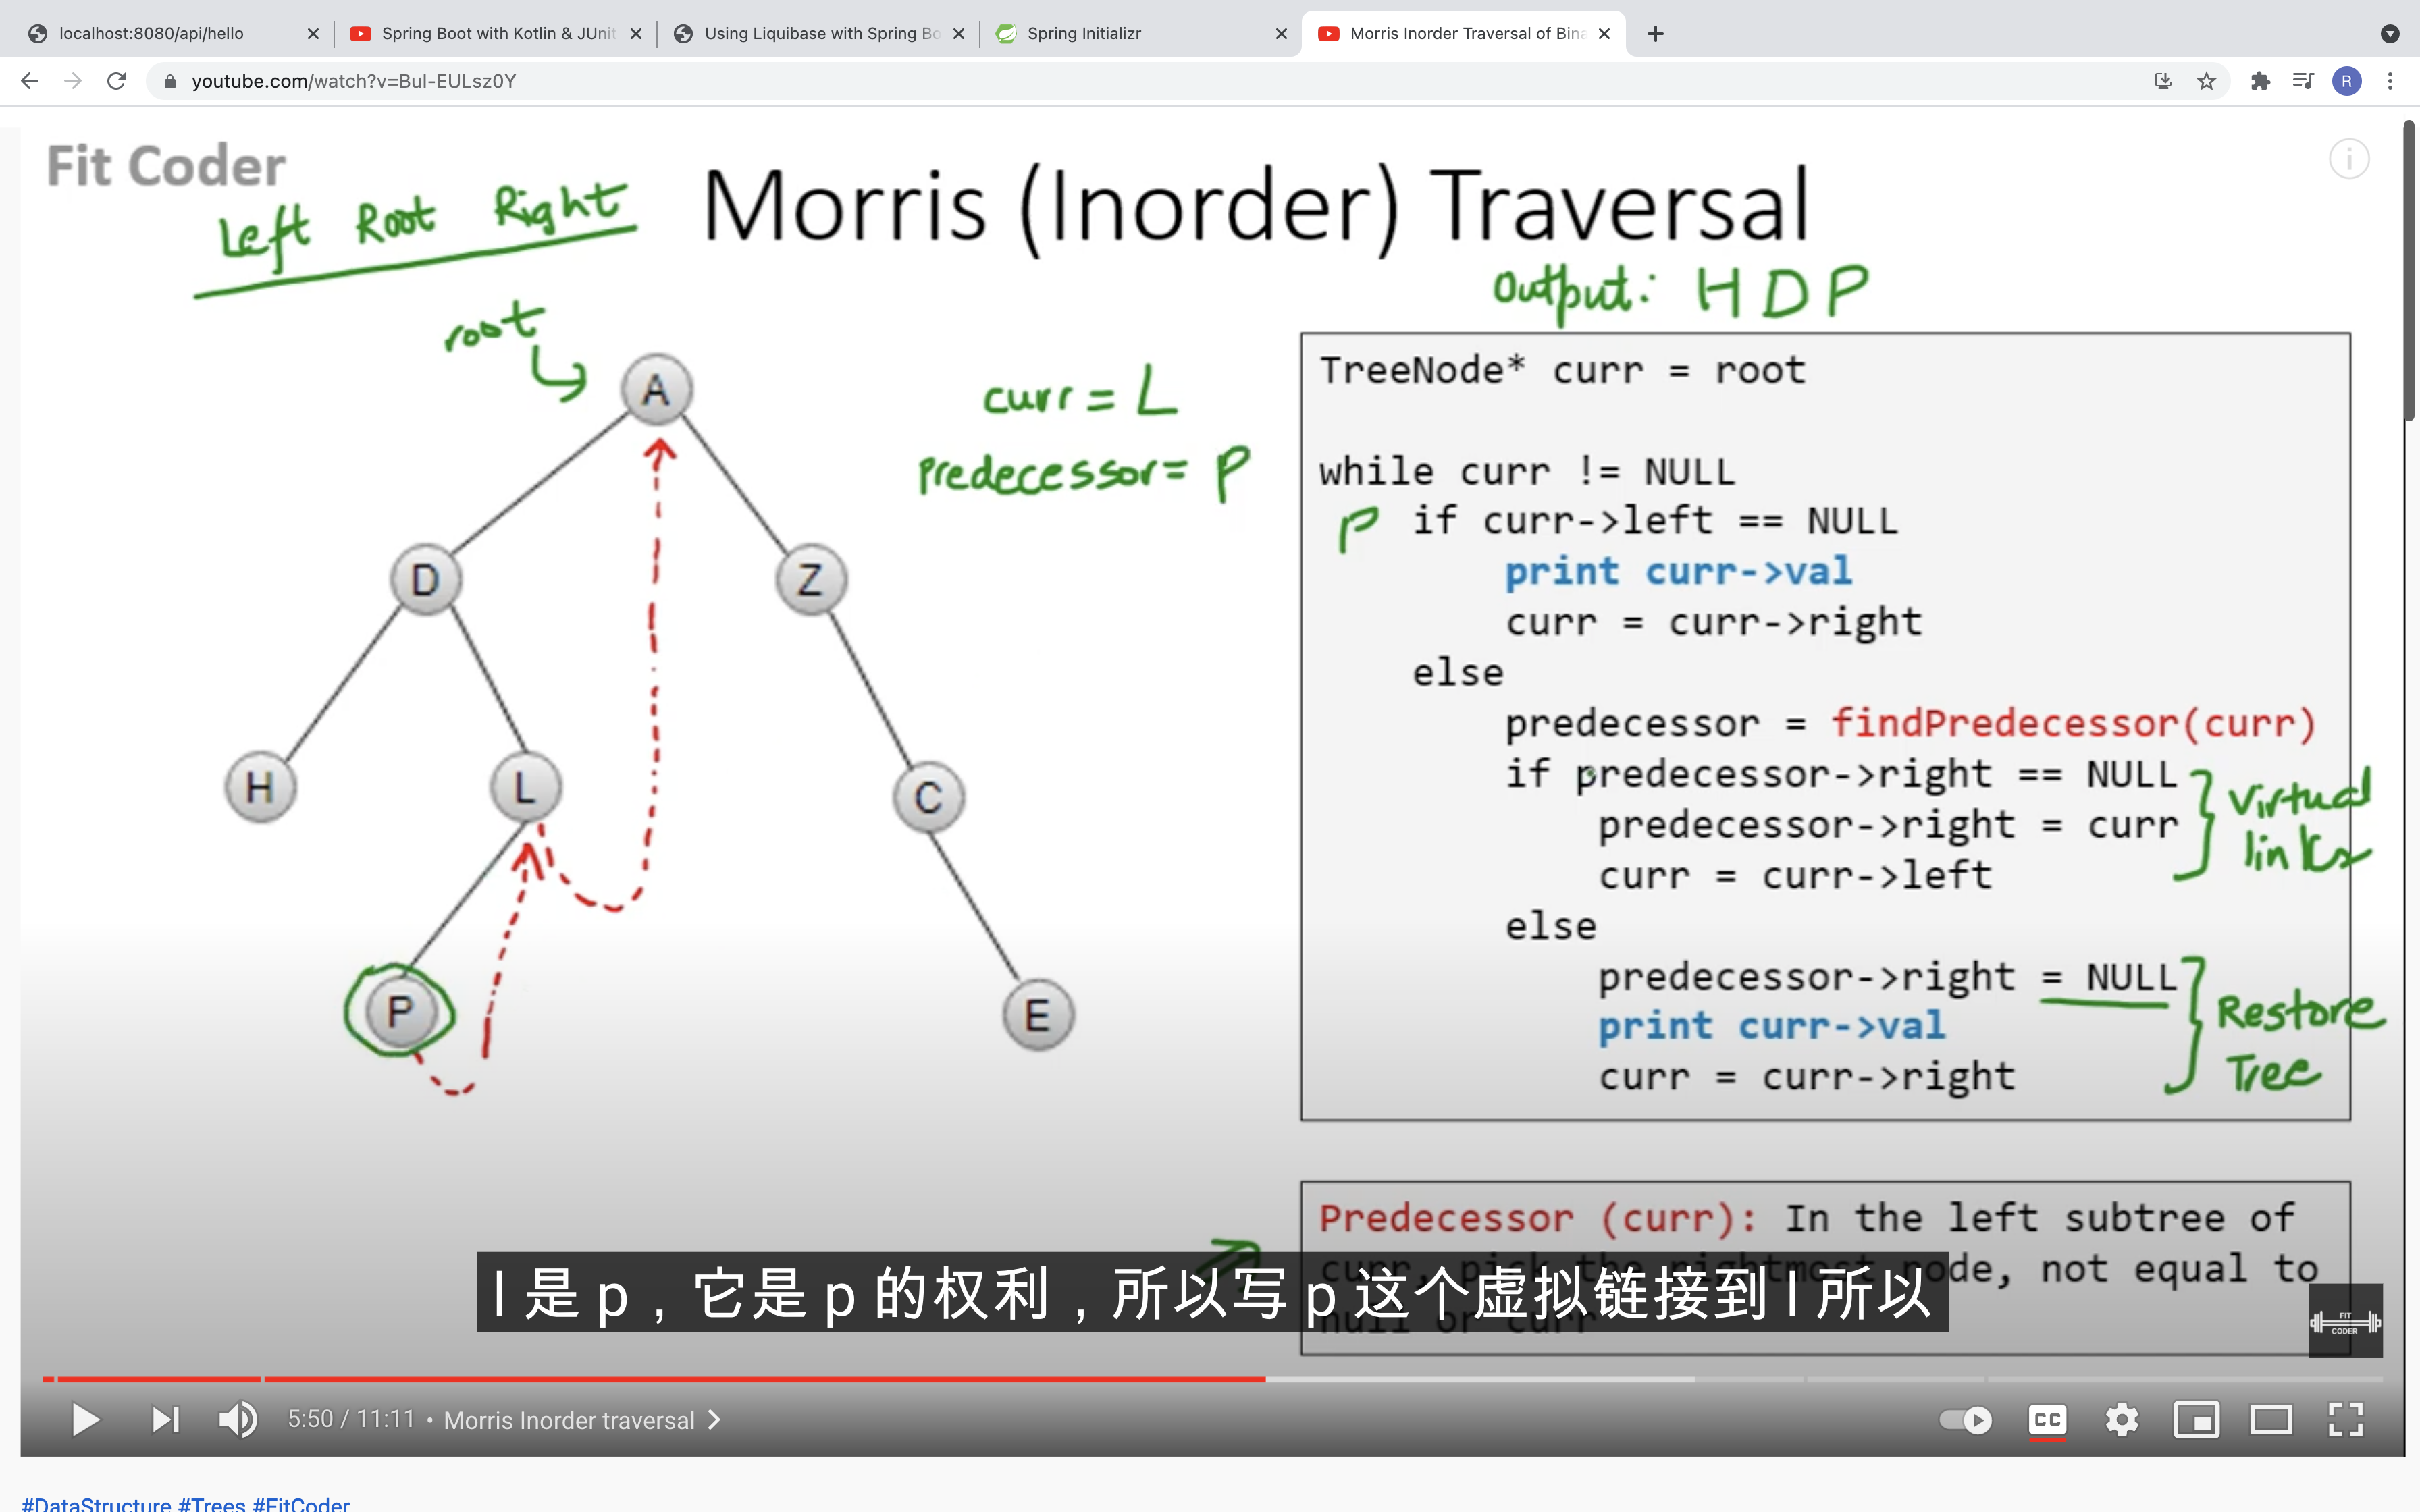 localhost:8080/api/hello
Spring Boot with Kotlin & JUnit
Using Liquibase with Spring Bo
Spring Initializr
Morris Inorder Traversal of Bina
youtube.com/watch?v=BuI-EULsz0Y
R
Fit Coder
Left Root Right
Morris (Inorder) Traversal
Output: H D P
root
A
D
Z
H
L
C
P
E
curr = L
Predecessor = P
TreeNode* curr = root
while curr != NULL
if curr->left == NULL
print curr->val
curr = curr->right
else
predecessor = findPredecessor(curr)
if predecessor->right == NULL
predecessor->right = curr
curr = curr->left
else
predecessor->right = NULL
print curr->val
curr = curr->right
P
Virtual
links
Restore
Tree
Predecessor (curr): In the left subtree of
curr, pick the rightmost node, not equal to
null or curr
l 是 p，它是 p 的权利，所以写 p 这个虚拟链接到 l 所以
FIT
CODER
5:50 / 11:11 • Morris Inorder traversal
CC
#DataStructure #Trees #FitCoder